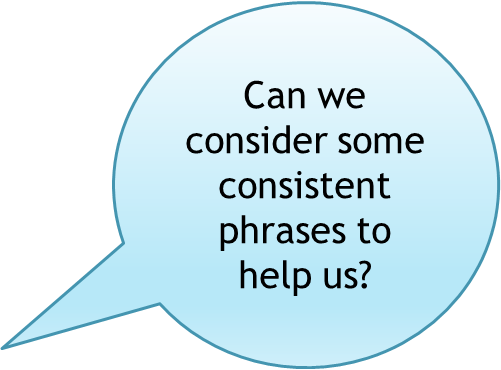 Can we
consider some
consistent
phrases to
help us?